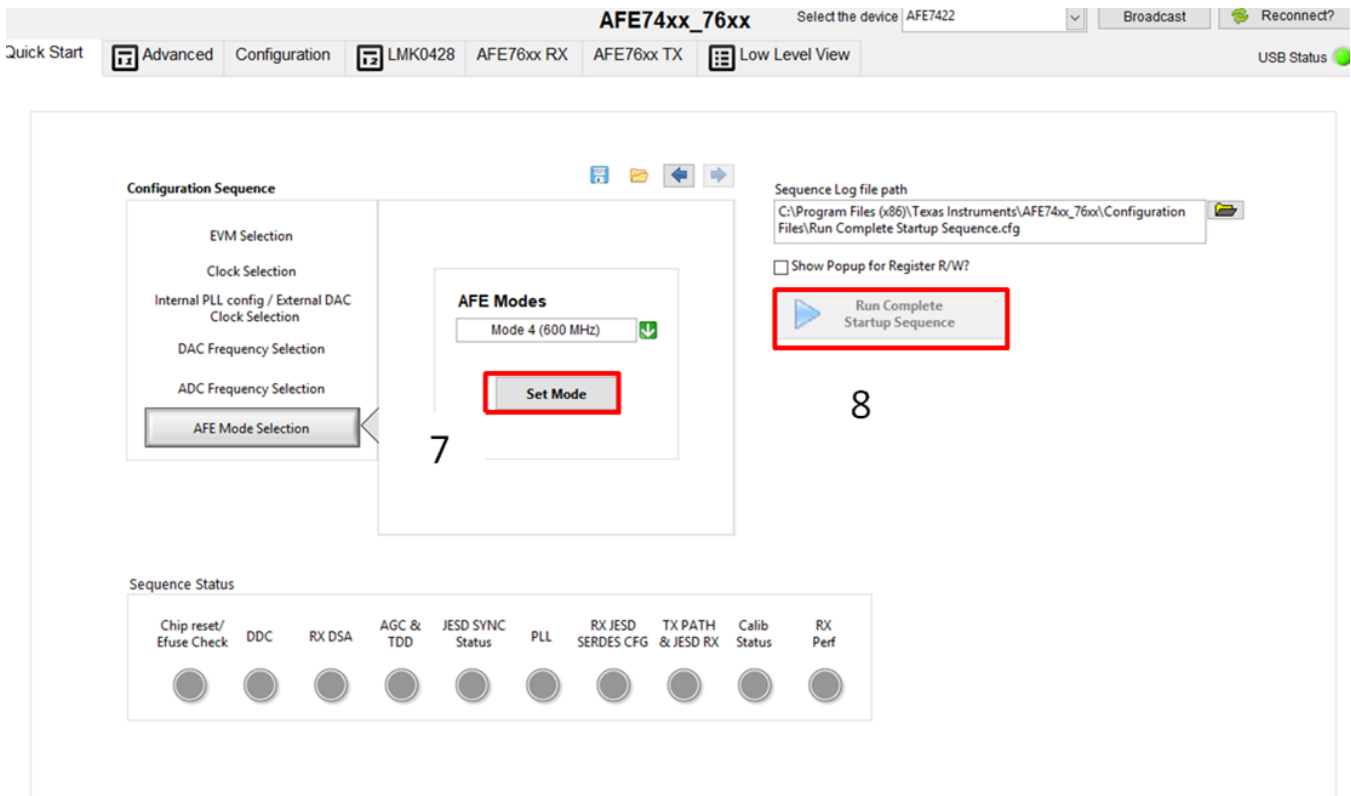 AFE74xx_76xx
Select the device
AFE7422
Broadcast
Reconnect?
Quick Start
Advanced
Configuration
LMK0428
AFE76xx RX
AFE76xx TX
Low Level View
USB Status
Configuration Sequence
EVM Selection
Clock Selection
Internal PLL config / External DAC
Clock Selection
DAC Frequency Selection
ADC Frequency Selection
AFE Mode Selection
AFE Modes
Mode 4 (600 MHz)
Set Mode
7
Sequence Log file path
C:\Program Files (x86)\Texas Instruments\AFE74xx_76xx\Configuration
Files\Run Complete Startup Sequence.cfg
Show Popup for Register R/W?
Run Complete
Startup Sequence
8
Sequence Status
Chip reset/
Efuse Check
DDC
RX DSA
AGC &
TDD
JESD SYNC
Status
PLL
RX JESD
SERDES CFG
TX PATH
& JESD RX
Calib
Status
RX
Perf